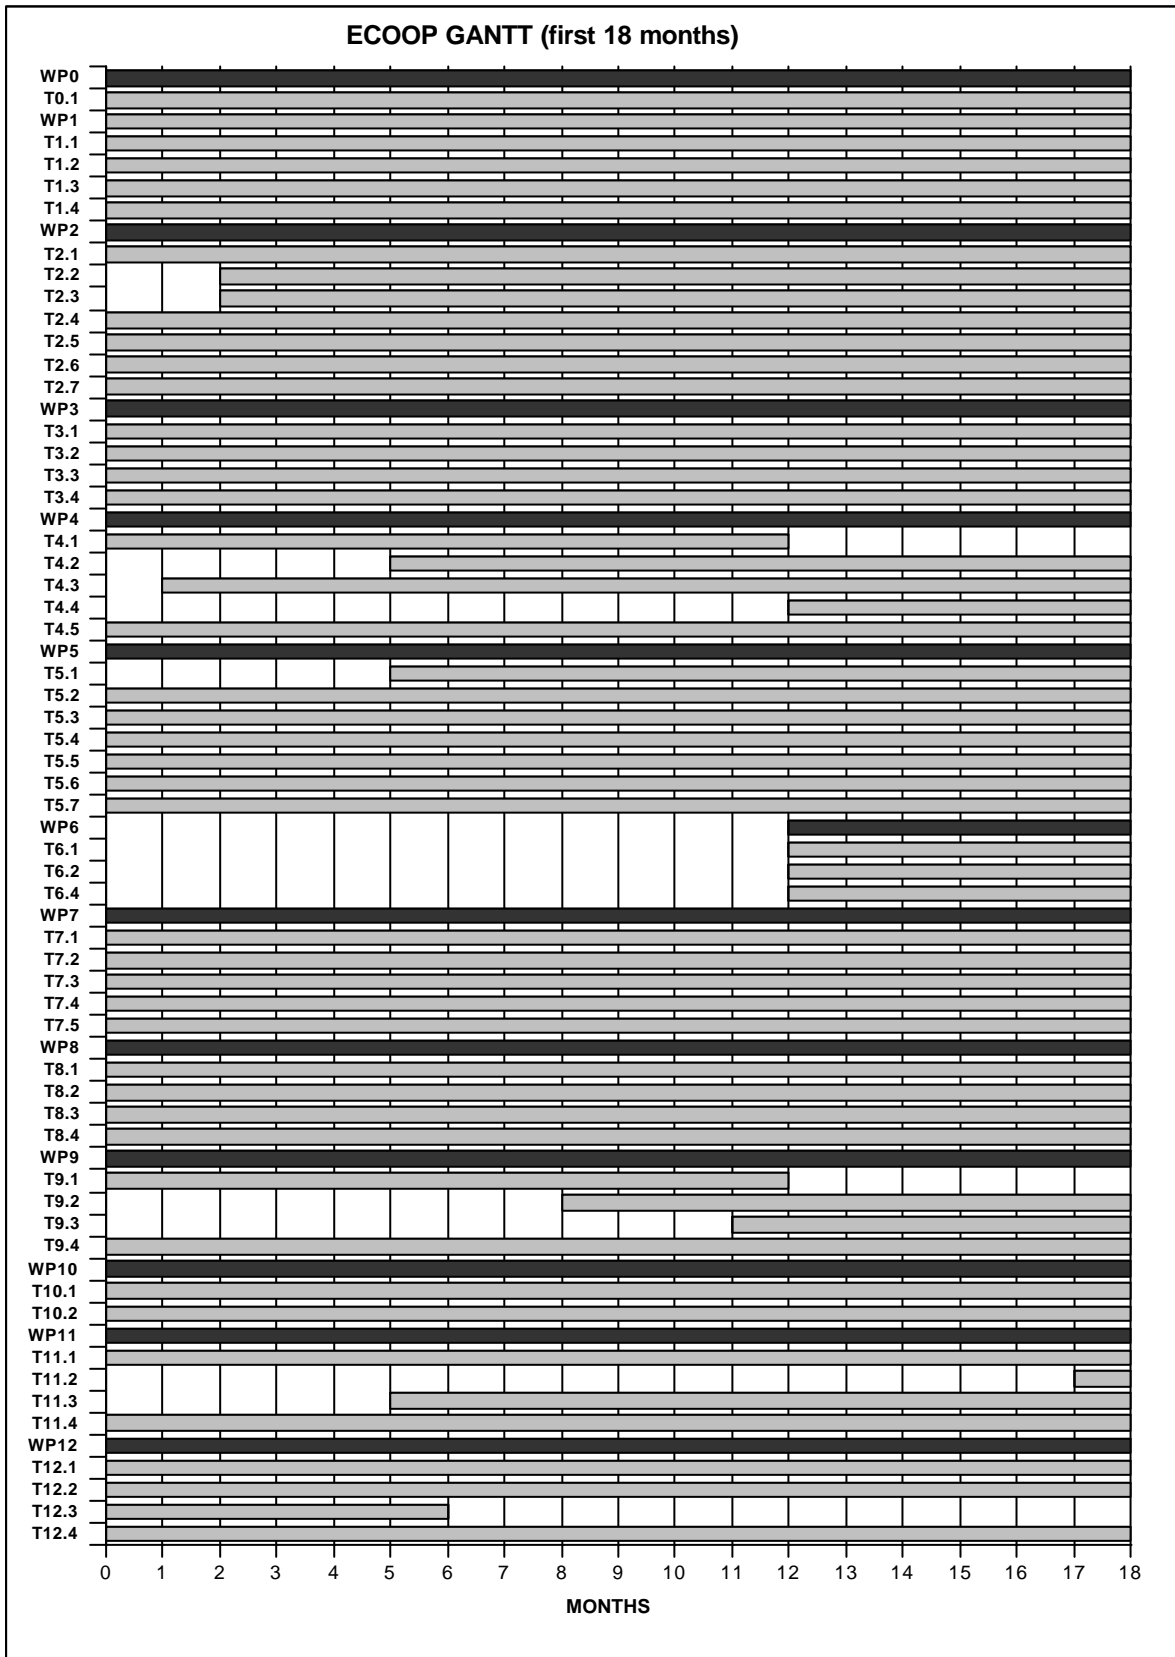 ECOOP GANTT (first 18 months)
WP0
T0.1
WP1
T1.1
T1.2
T1.3
T1.4
WP2
T2.1
T2.2
T2.3
T2.4
T2.5
T2.6
T2.7
WP3
T3.1
T3.2
T3.3
T3.4
WP4
T4.1
T4.2
T4.3
T4.4
T4.5
WP5
T5.1
T5.2
T5.3
T5.4
T5.5
T5.6
T5.7
WP6
T6.1
T6.2
T6.4
WP7
T7.1
T7.2
T7.3
T7.4
T7.5
WP8
T8.1
T8.2
T8.3
T8.4
WP9
T9.1
T9.2
T9.3
T9.4
WP10
T10.1
T10.2
WP11
T11.1
T11.2
T11.3
T11.4
WP12
T12.1
T12.2
T12.3
T12.4
0 1 2 3 4 5 6 7 8 9 10 11 12 13 14 15 16 17 18
MONTHS